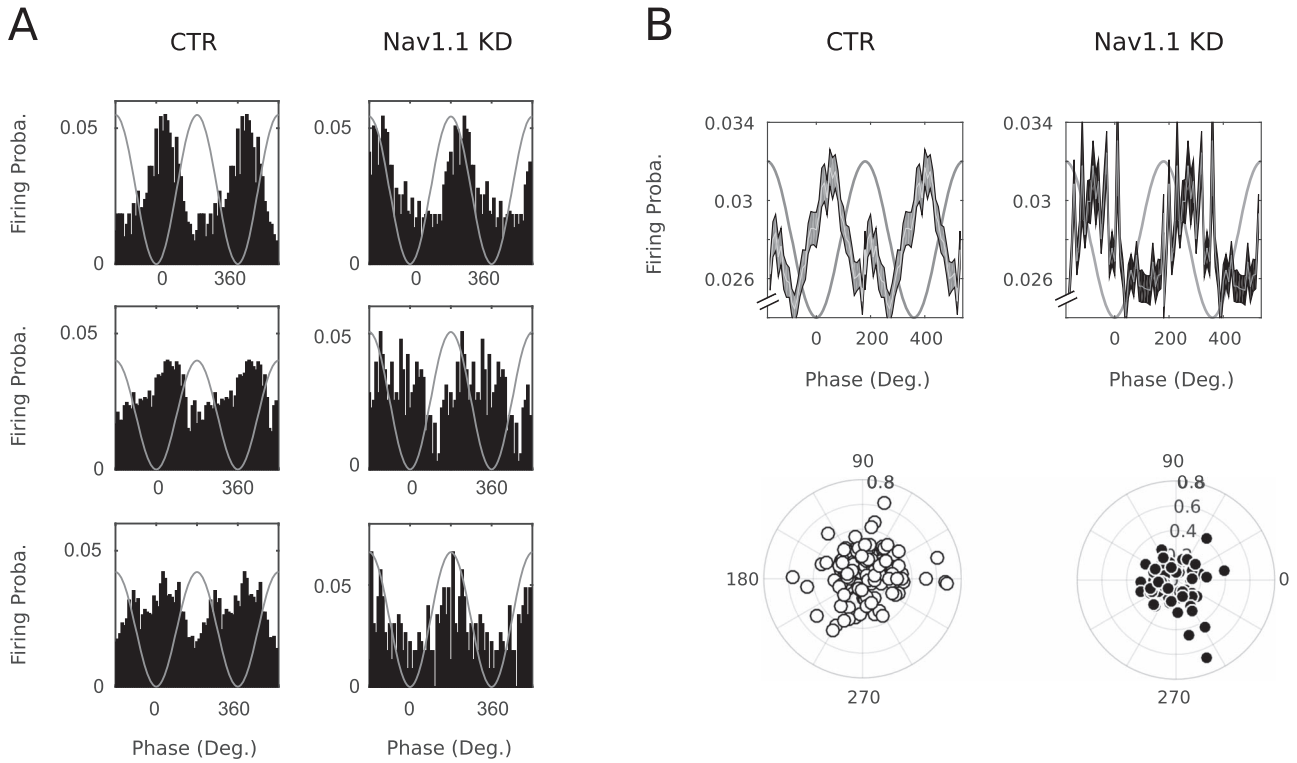 A
CTR
Nav1.1 KD
Firing Proba.
0.05
0
0 360
0.05
0
0 360
Firing Proba.
0.05
0
0 360
0.05
0
0 360
Firing Proba.
0.05
0
0 360
Phase (Deg.)
0.05
0
0 360
Phase (Deg.)
B
CTR
Nav1.1 KD
Firing Proba.
0.034
0.03
0.026
0 200 400
Phase (Deg.)
0.034
0.03
0.026
0 200 400
Phase (Deg.)
90
0.8
180
270
90
0.8
0.6
0.4
0
270